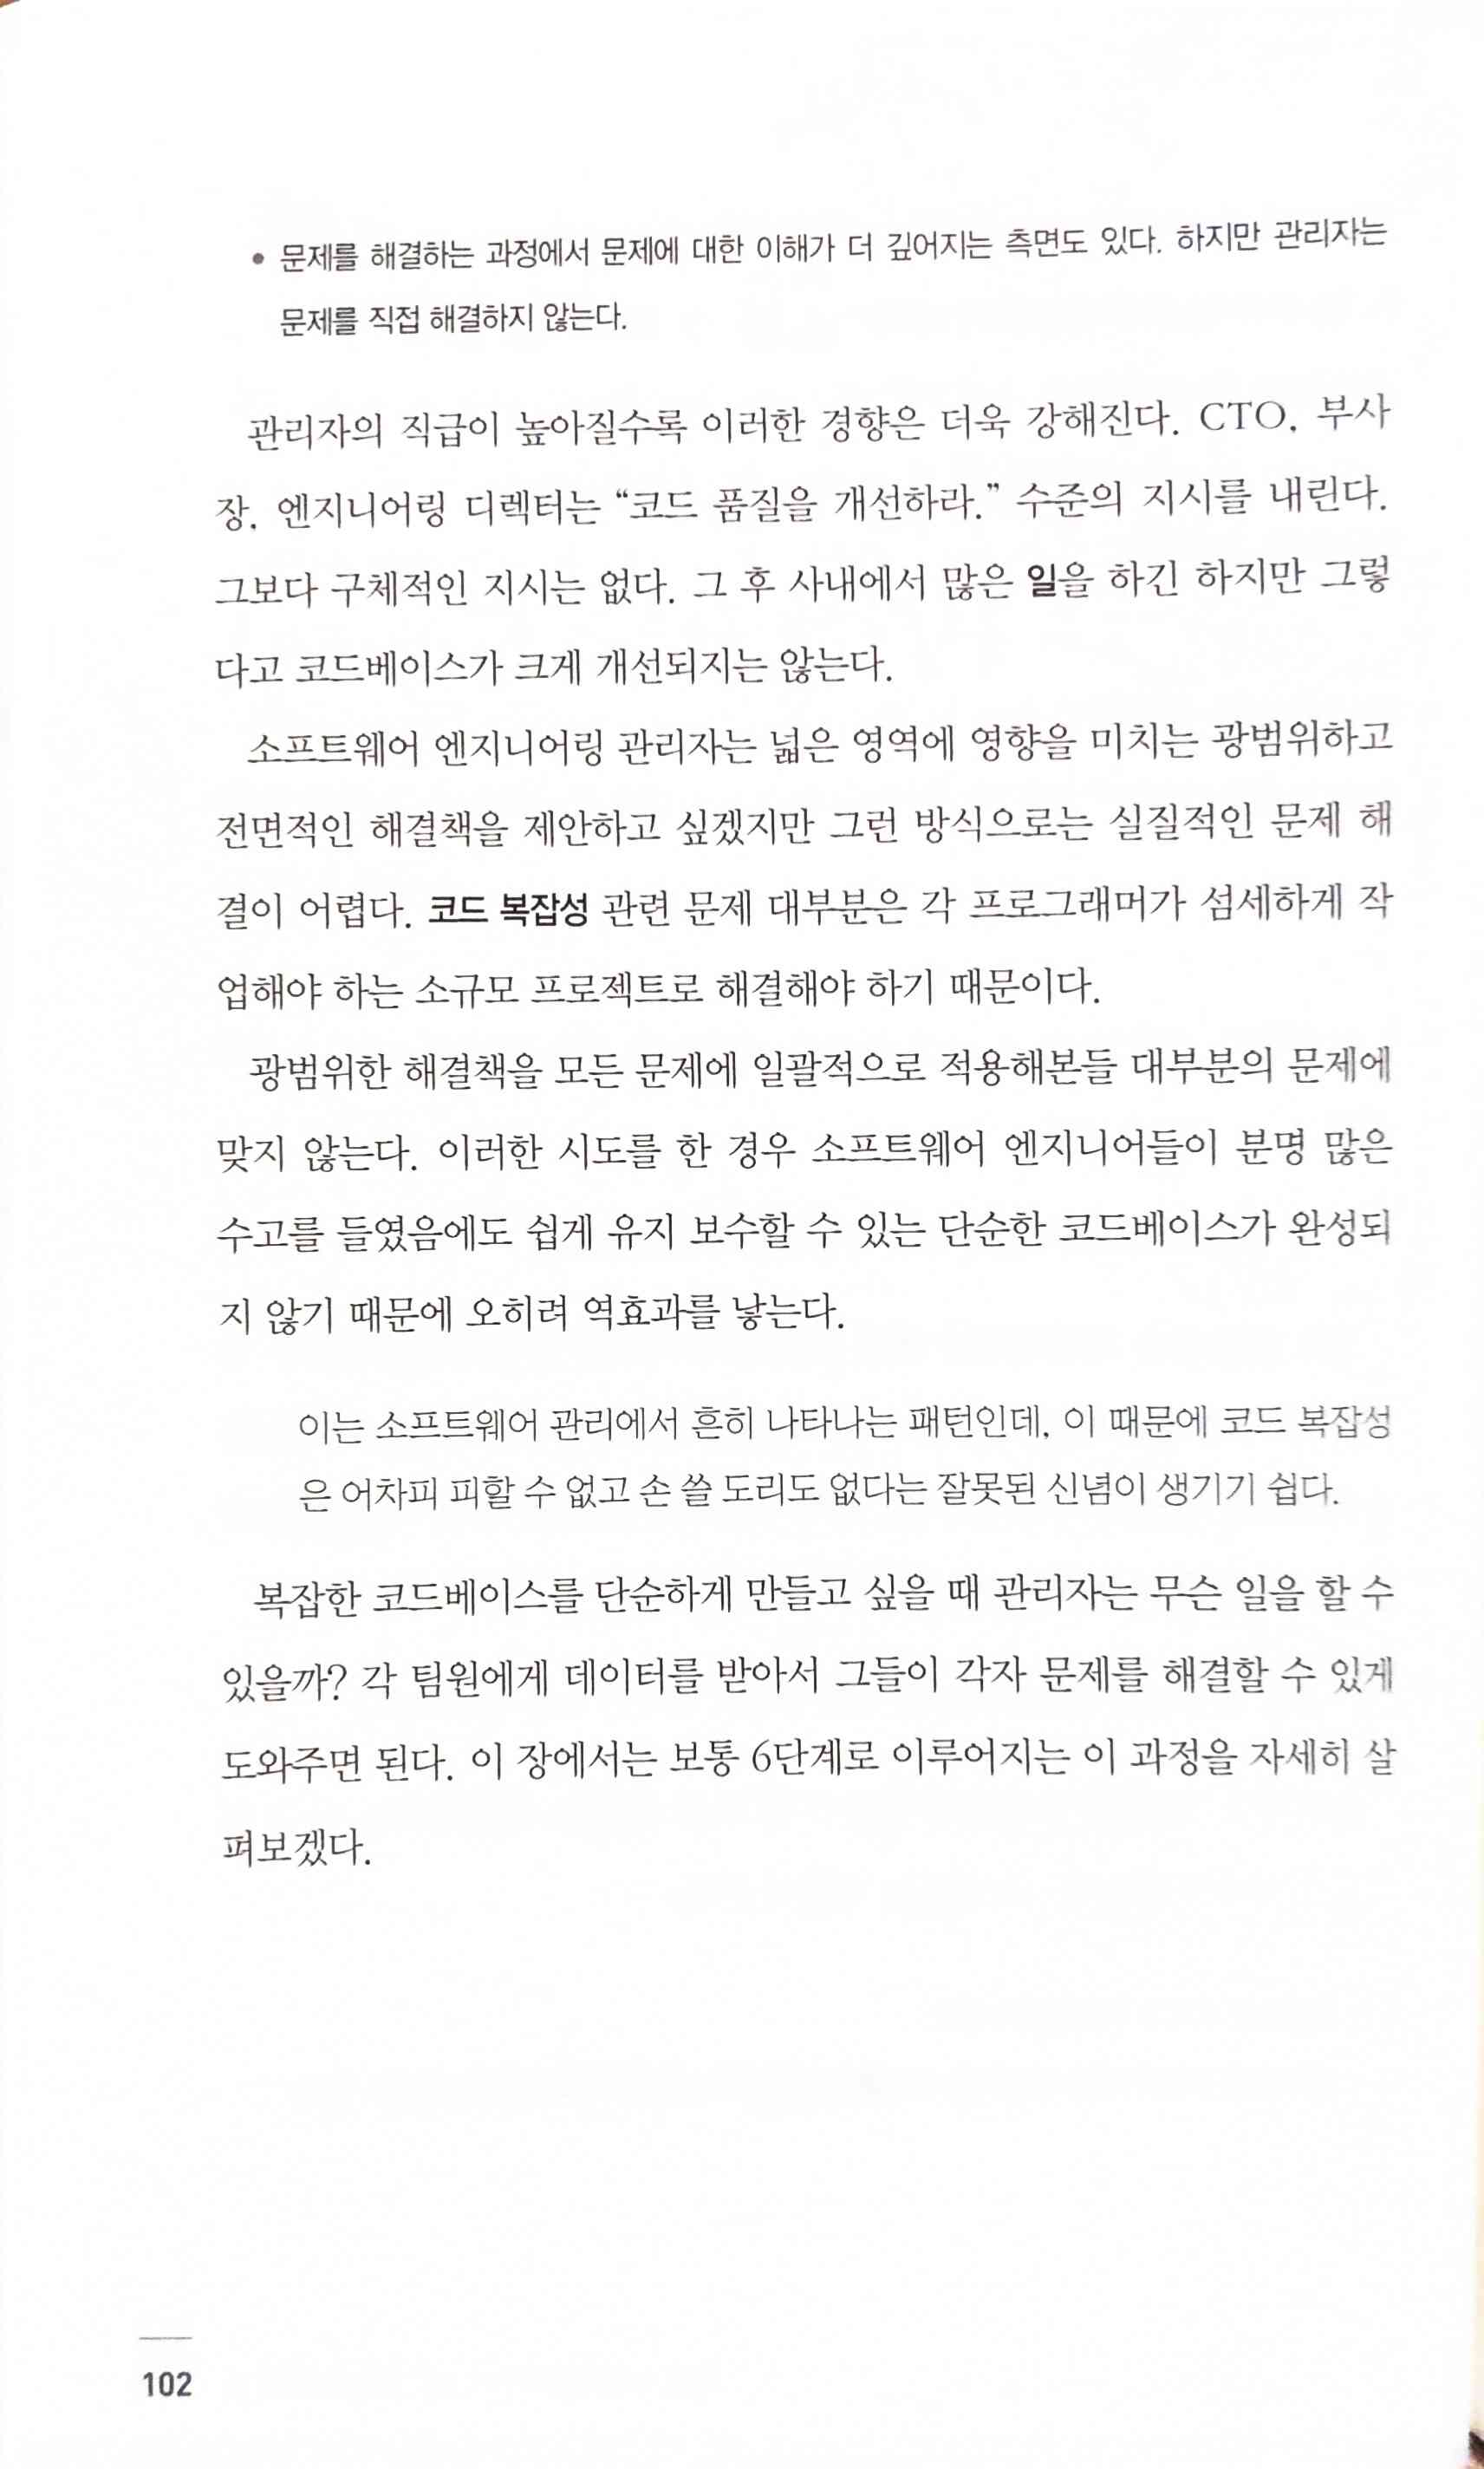 • 문제를 해결하는 과정에서 문제에 대한 이해가 더 깊어지는 측면도 있다. 하지만 관리자는
문제를 직접 해결하지 않는다.
관리자의 직급이 높아질수록 이러한 경향은 더욱 강해진다. CTO, 부사
장, 엔지니어링 디렉터는 “코드 품질을 개선하라.” 수준의 지시를 내린다.
그보다 구체적인 지시는 없다. 그 후 사내에서 많은 일을 하긴 하지만 그렇
다고 코드베이스가 크게 개선되지는 않는다.
소프트웨어 엔지니어링 관리자는 넓은 영역에 영향을 미치는 광범위하고
전면적인 해결책을 제안하고 싶겠지만 그런 방식으로는 실질적인 문제 해
결이 어렵다. 코드 복잡성 관련 문제 대부분은 각 프로그래머가 섬세하게 작
업해야 하는 소규모 프로젝트로 해결해야 하기 때문이다.
광범위한 해결책을 모든 문제에 일괄적으로 적용해본들 대부분의 문제에
맞지 않는다. 이러한 시도를 한 경우 소프트웨어 엔지니어들이 분명 많은
수고를 들였음에도 쉽게 유지 보수할 수 있는 단순한 코드베이스가 완성되
지 않기 때문에 오히려 역효과를 낳는다.
이는 소프트웨어 관리에서 흔히 나타나는 패턴인데, 이 때문에 코드 복잡성
은 어차피 피할 수 없고 손 쓸 도리도 없다는 잘못된 신념이 생기기 쉽다.
복잡한 코드베이스를 단순하게 만들고 싶을 때 관리자는 무슨 일을 할 수
있을까? 각 팀원에게 데이터를 받아서 그들이 각자 문제를 해결할 수 있게
도와주면 된다. 이 장에서는 보통 6단계로 이루어지는 이 과정을 자세히 살
펴보겠다.
102